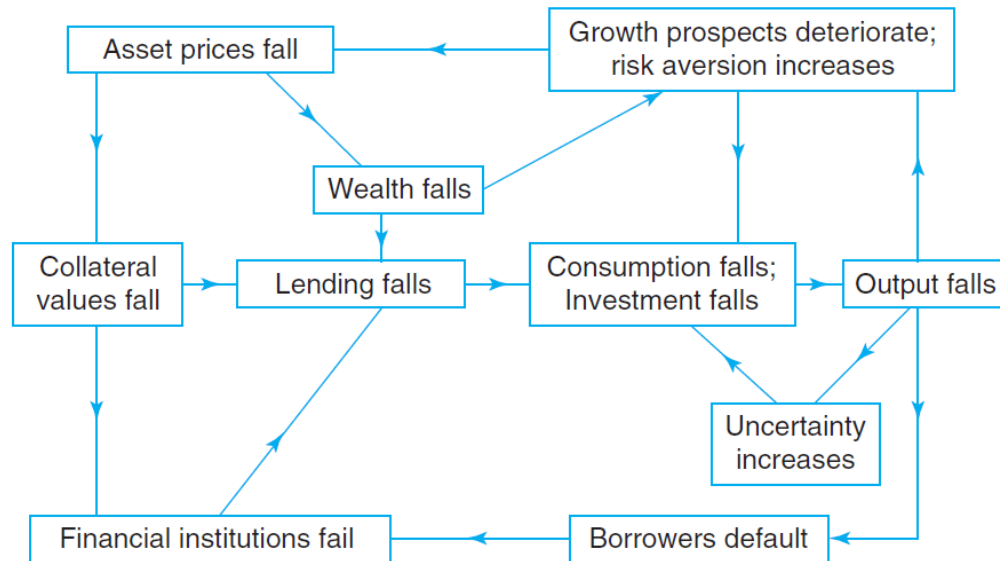 Asset prices fall
Growth prospects deteriorate;
risk aversion increases
Wealth falls
Collateral
values fall
Lending falls
Consumption falls;
Investment falls
Output falls
Uncertainty
increases
Financial institutions fail
Borrowers default